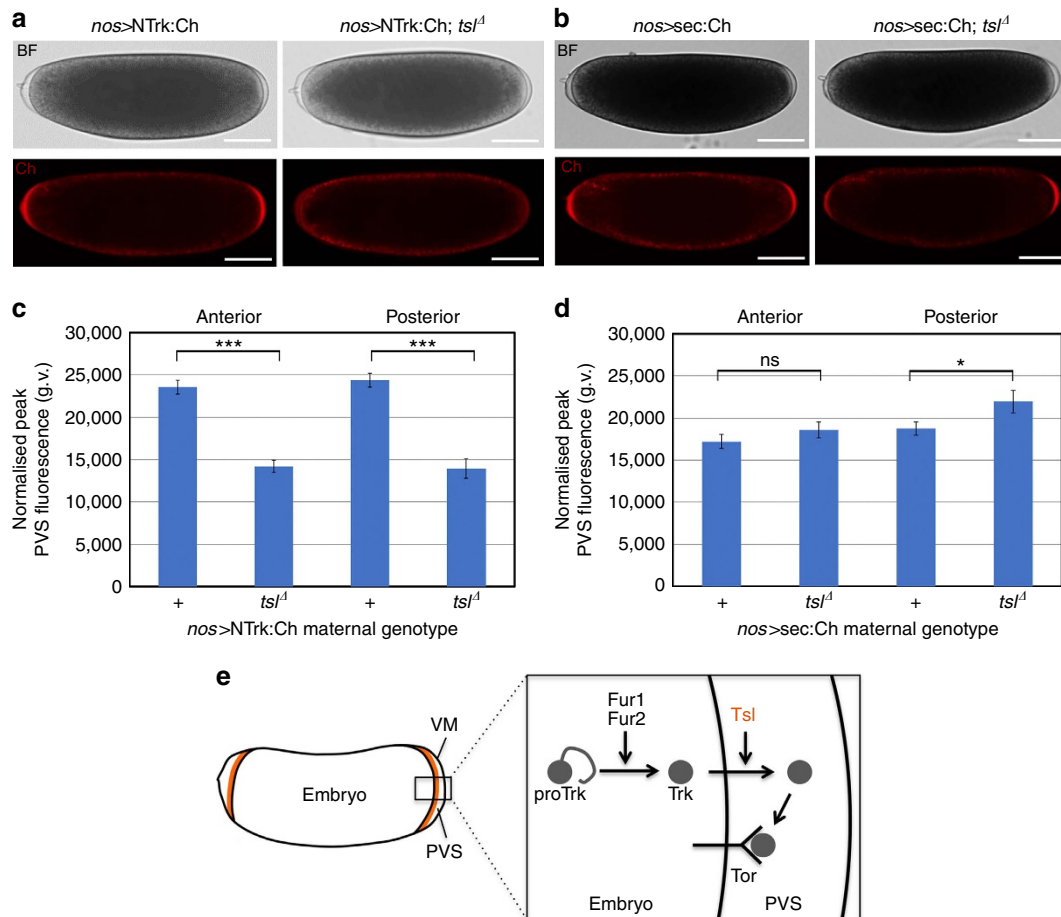 a
nos>NTrk:Ch
nos>NTrk:Ch; tslΔ
BF
Ch
b
nos>sec:Ch
nos>sec:Ch; tslΔ
BF
Ch
c
Anterior Posterior
*** ***
30,000
25,000
20,000
15,000
10,000
5,000
0
Normalised peak
PVS fluorescence (g.v.)
+ tslΔ + tslΔ
nos>NTrk:Ch maternal genotype
d
Anterior Posterior
ns *
30,000
25,000
20,000
15,000
10,000
5,000
0
Normalised peak
PVS fluorescence (g.v.)
+ tslΔ + tslΔ
nos>sec:Ch maternal genotype
e
VM
Embryo
PVS
Fur1
Fur2
Tsl
proTrk
Trk
Tor
Embryo
PVS